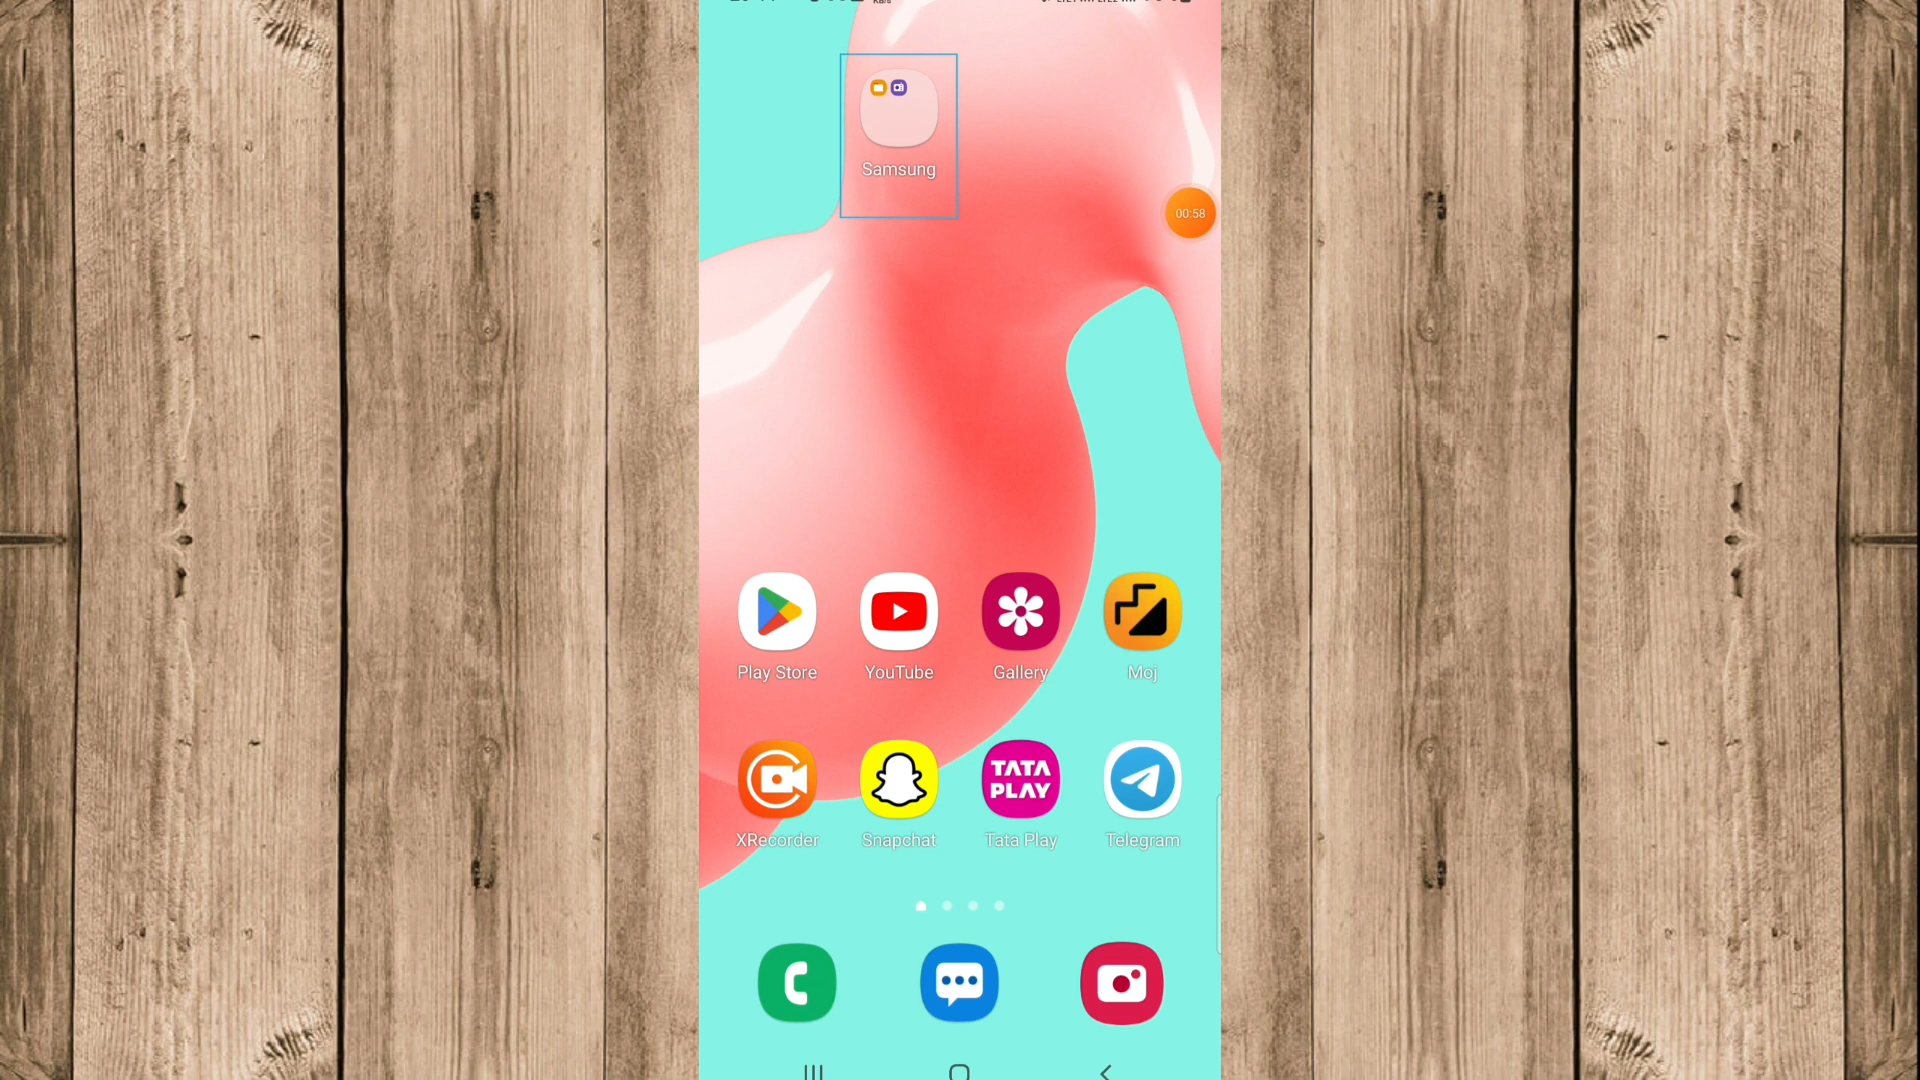 Samsung
00:58
Play Store
YouTube
Gallery
Moj
TATA
PLAY
XRecorder
Snapchat
Tata Play
Telegram